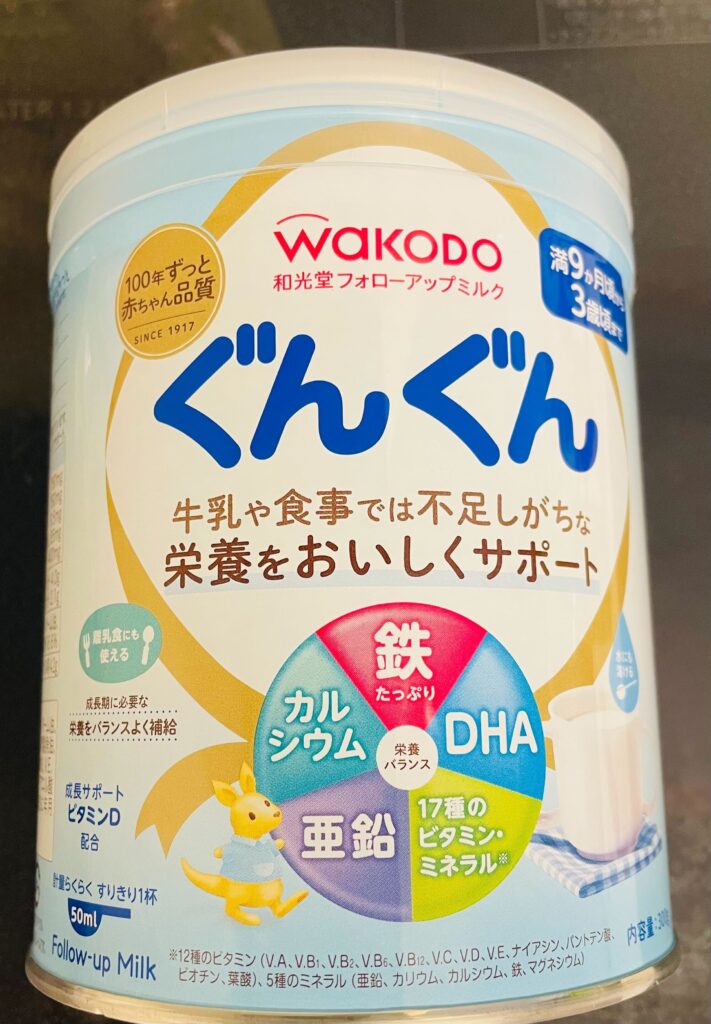 WAKODO
和光堂フォローアップミルク
100年ずっと
赤ちゃん品質
SINCE 1917
満9か月頃から
3歳頃まで
ぐんぐん
牛乳や食事では不足しがちな
栄養をおいしくサポート
離乳食にも
使える
成長期に必要な
栄養をバランスよく補給
成長サポート
ビタミンD
配合
計量らくらく すりきり1杯
50ml
Follow-up Milk
鉄
たっぷり
カル
シウム
DHA
栄養
バランス
亜鉛
17種の
ビタミン・
ミネラル※
水にも
溶ける
内容量:300g
※12種のビタミン(V.A、V.B1、V.B2、V.B6、V.B12、V.C、V.D、V.E、ナイアシン、パントテン酸、
ビオチン、葉酸)、5種のミネラル(亜鉛、カリウム、カルシウム、鉄、マグネシウム)